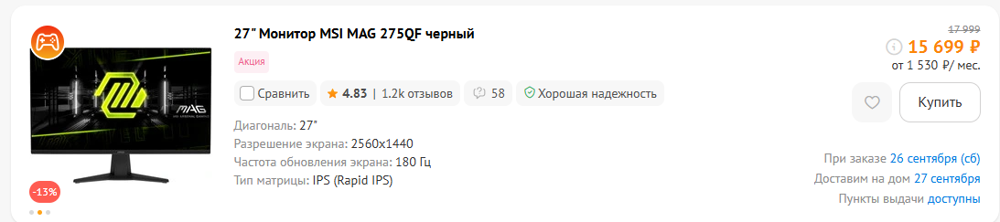 27" Монитор MSI MAG 275QF черный
17 999
15 699 ₽
от 1 530 ₽/ мес.
Акция
Сравнить
4.83 | 1.2k отзывов
58
Хорошая надежность
Купить
MAG
Диагональ: 27"
Разрешение экрана: 2560x1440
Частота обновления экрана: 180 Гц
Тип матрицы: IPS (Rapid IPS)
При заказе 26 сентября (сб)
Доставим на дом 27 сентября
Пункты выдачи доступны
-13%